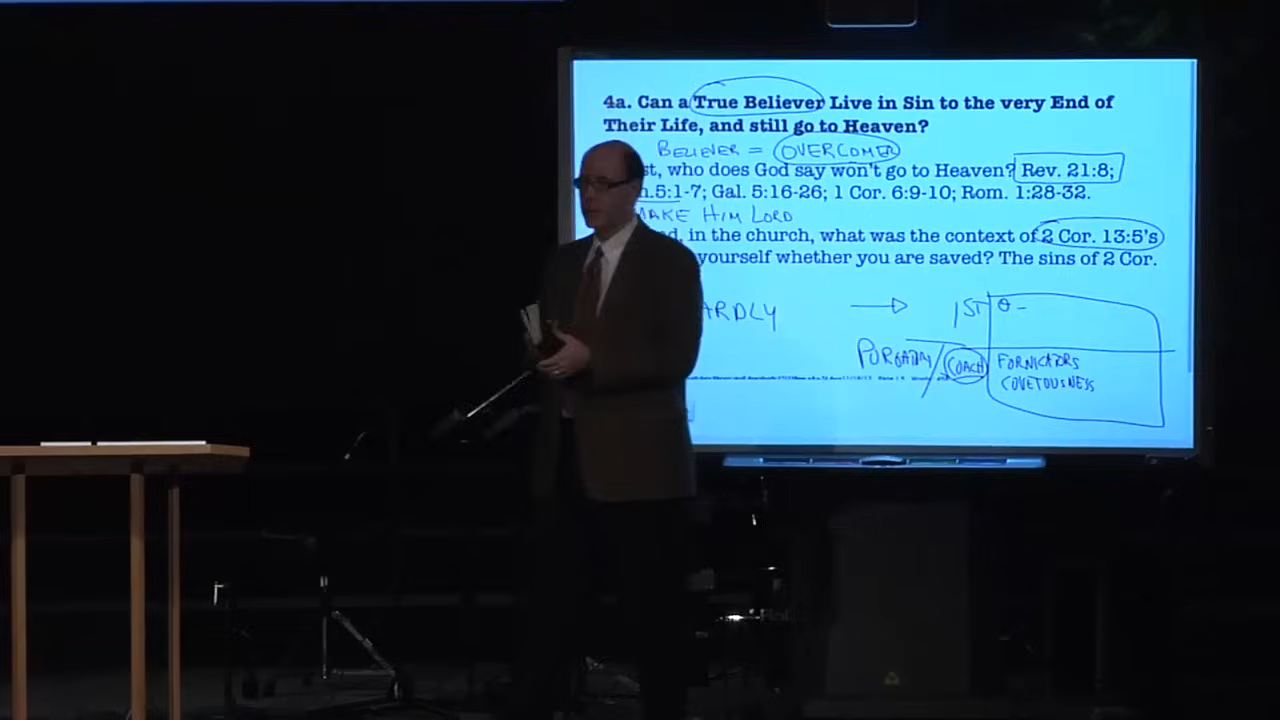 4a. Can a True Believer Live in Sin to the very End of
Their Life, and still go to Heaven?
BELIEVER = OVERCOMER
st, who does God say won't go to Heaven? Rev. 21:8;
h.5:1-7; Gal. 5:16-26; 1 Cor. 6:9-10; Rom. 1:28-32.
MAKE HIM LORD
d, in the church, what was the context of 2 Cor. 13:5's
yourself whether you are saved? The sins of 2 Cor.
ARDLY → 1ST θ -
PURGATORY / COACH FORNICATORS
COVETOUSNESS